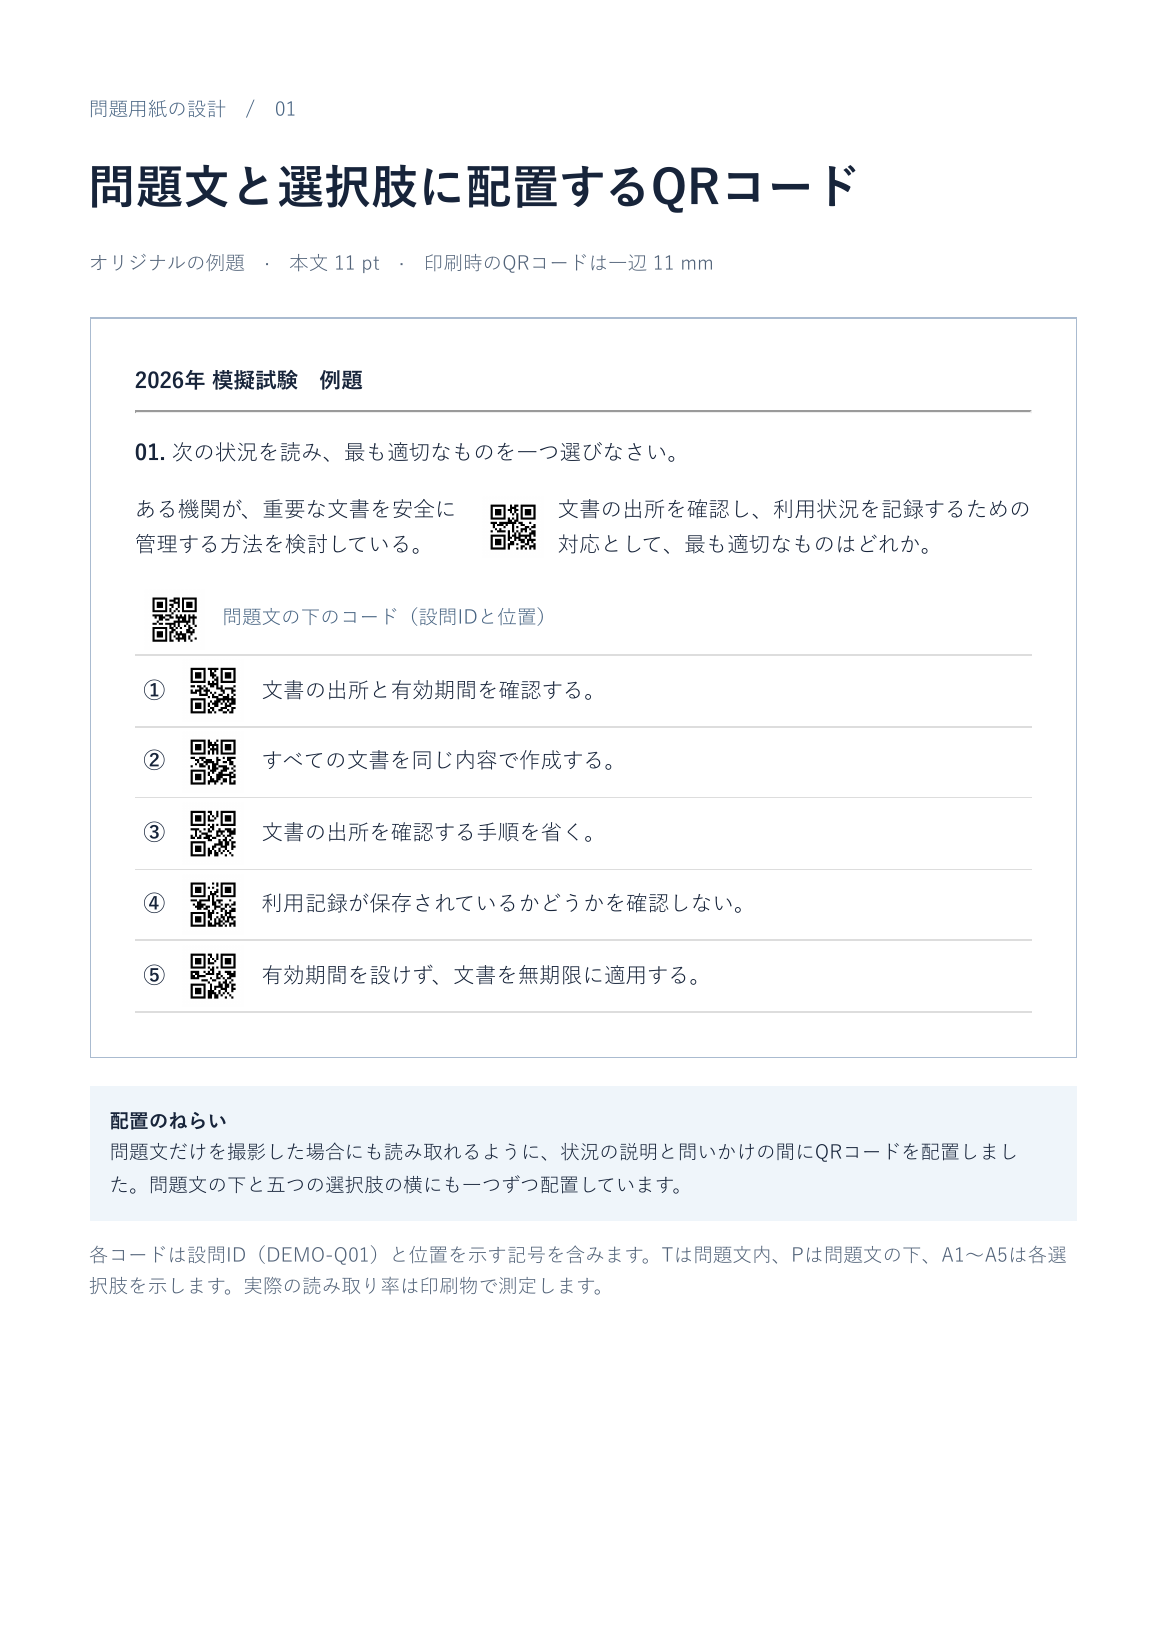 問題用紙の設計 / 01
問題文と選択肢に配置するQRコード
オリジナルの例題 · 本文 11 pt · 印刷時のQRコードは一辺 11 mm
2026年 模擬試験 例題
01. 次の状況を読み、最も適切なものを一つ選びなさい。
ある機関が、重要な文書を安全に
管理する方法を検討している。
文書の出所を確認し、利用状況を記録するための
対応として、最も適切なものはどれか。
問題文の下のコード（設問IDと位置）
① 文書の出所と有効期間を確認する。
② すべての文書を同じ内容で作成する。
③ 文書の出所を確認する手順を省く。
④ 利用記録が保存されているかどうかを確認しない。
⑤ 有効期間を設けず、文書を無期限に適用する。
配置のねらい
問題文だけを撮影した場合にも読み取れるように、状況の説明と問いかけの間にQRコードを配置しまし
た。問題文の下と五つの選択肢の横にも一つずつ配置しています。
各コードは設問ID（DEMO-Q01）と位置を示す記号を含みます。Tは問題文内、Pは問題文の下、A1〜A5は各選
択肢を示します。実際の読み取り率は印刷物で測定します。